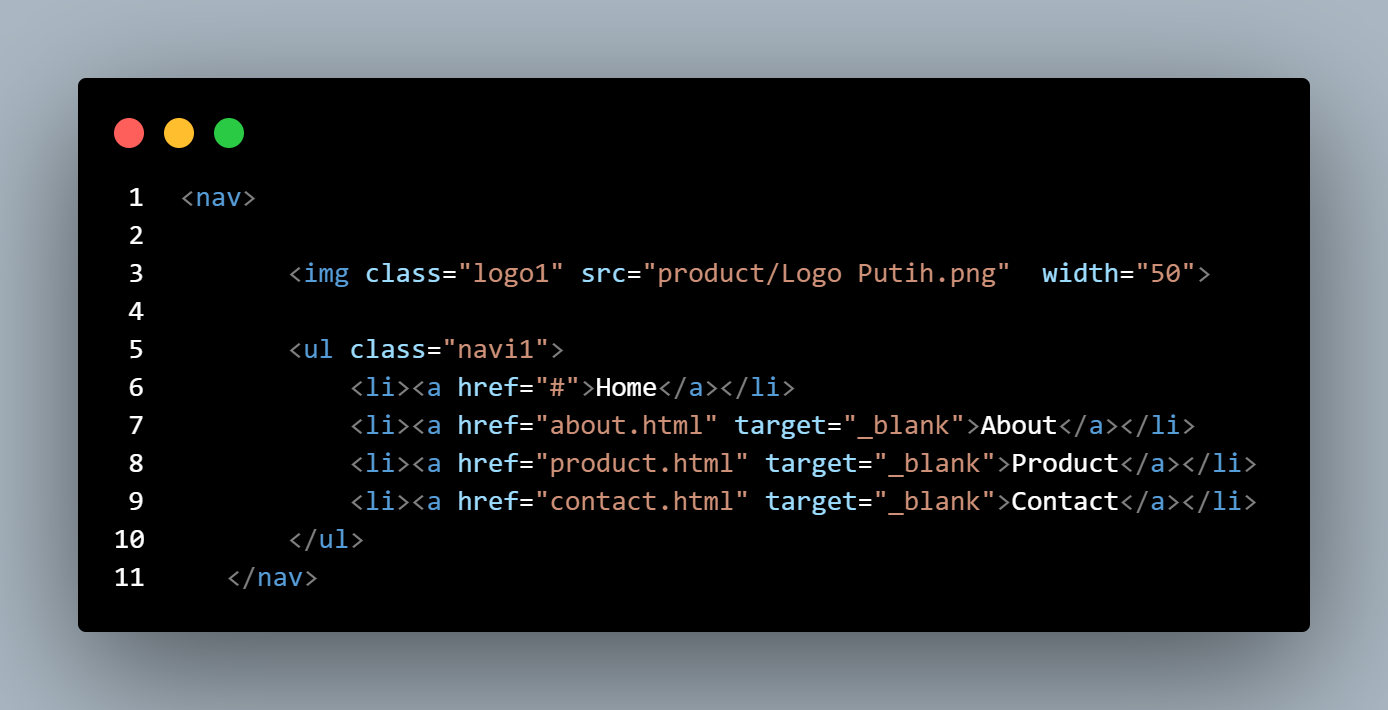 1 <nav>
2
3 <img class="logo1" src="product/Logo Putih.png"  width="50">
4
5 <ul class="navi1">
6 <li><a href="#">Home</a></li>
7 <li><a href="about.html" target="_blank">About</a></li>
8 <li><a href="product.html" target="_blank">Product</a></li>
9 <li><a href="contact.html" target="_blank">Contact</a></li>
10 </ul>
11 </nav>